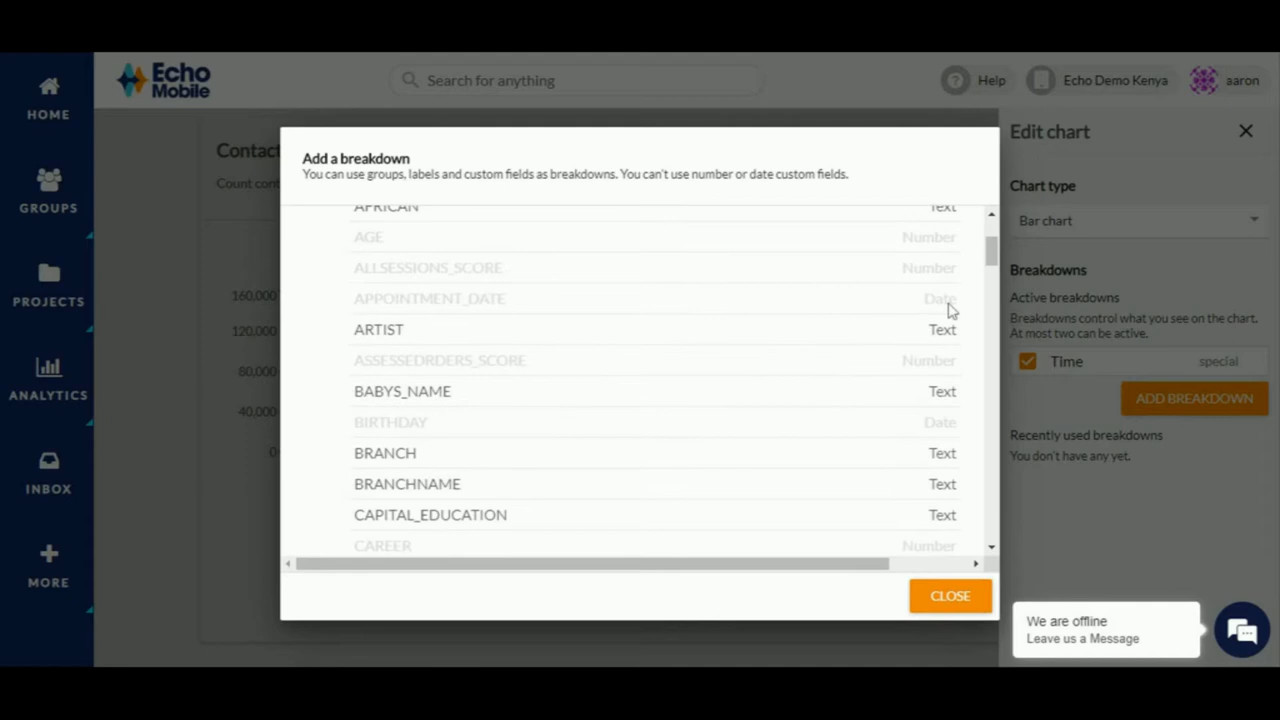 HOME
GROUPS
PROJECTS
ANALYTICS
INBOX
MORE
Echo
Mobile
Search for anything
Help
Echo Demo Kenya
aaron
Contac
Count cont
160,000
120,000
80,000
40,000
0
Add a breakdown
You can use groups, labels and custom fields as breakdowns. You can't use number or date custom fields.
AFRICAN Text
AGE Number
ALLSESSIONS_SCORE Number
APPOINTMENT_DATE Date
ARTIST Text
ASSESSEDRDERS_SCORE Number
BABYS_NAME Text
BIRTHDAY Date
BRANCH Text
BRANCHNAME Text
CAPITAL_EDUCATION Text
CAREER Number
CLOSE
Edit chart
Chart type
Bar chart
Breakdowns
Active breakdowns
Breakdowns control what you see on the chart.
At most two can be active.
Time special
ADD BREAKDOWN
Recently used breakdowns
You don't have any yet.
We are offline
Leave us a Message